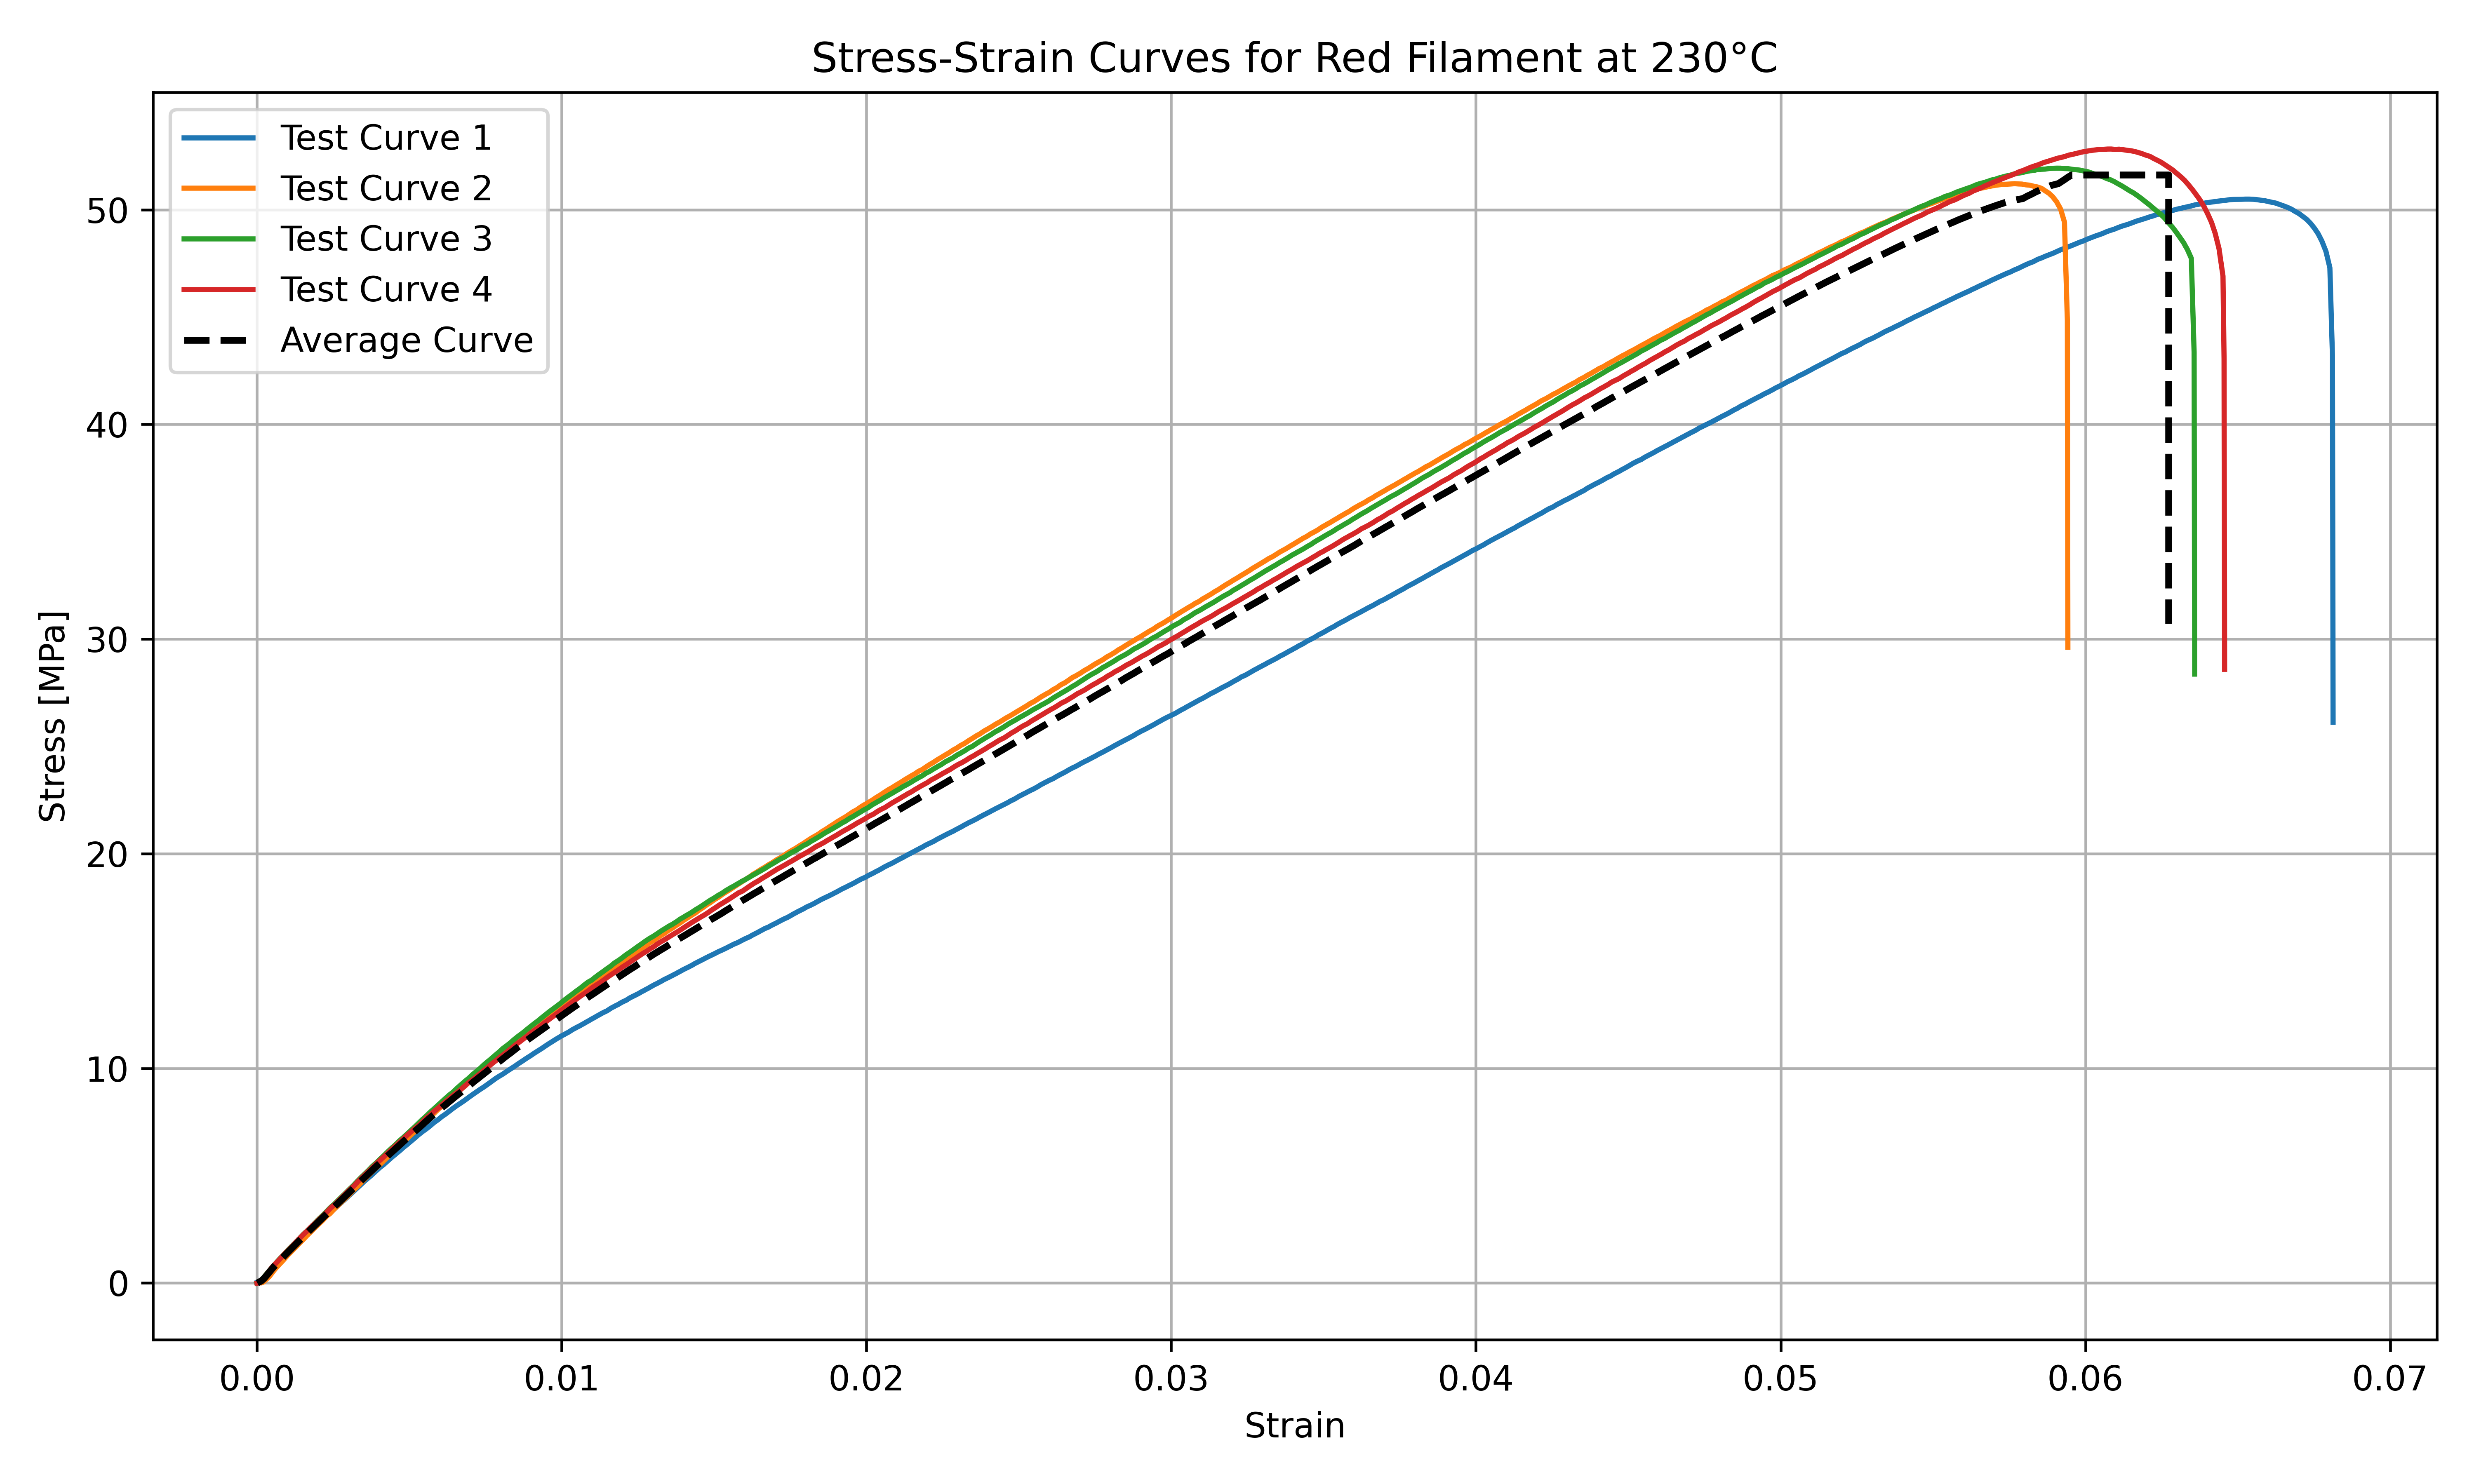 Stress-Strain Curves for Red Filament at 230°C
Test Curve 1
Test Curve 2
Test Curve 3
Test Curve 4
Average Curve
Stress [MPa]
50
40
30
20
10
0
0.00 0.01 0.02 0.03 0.04 0.05 0.06 0.07
Strain